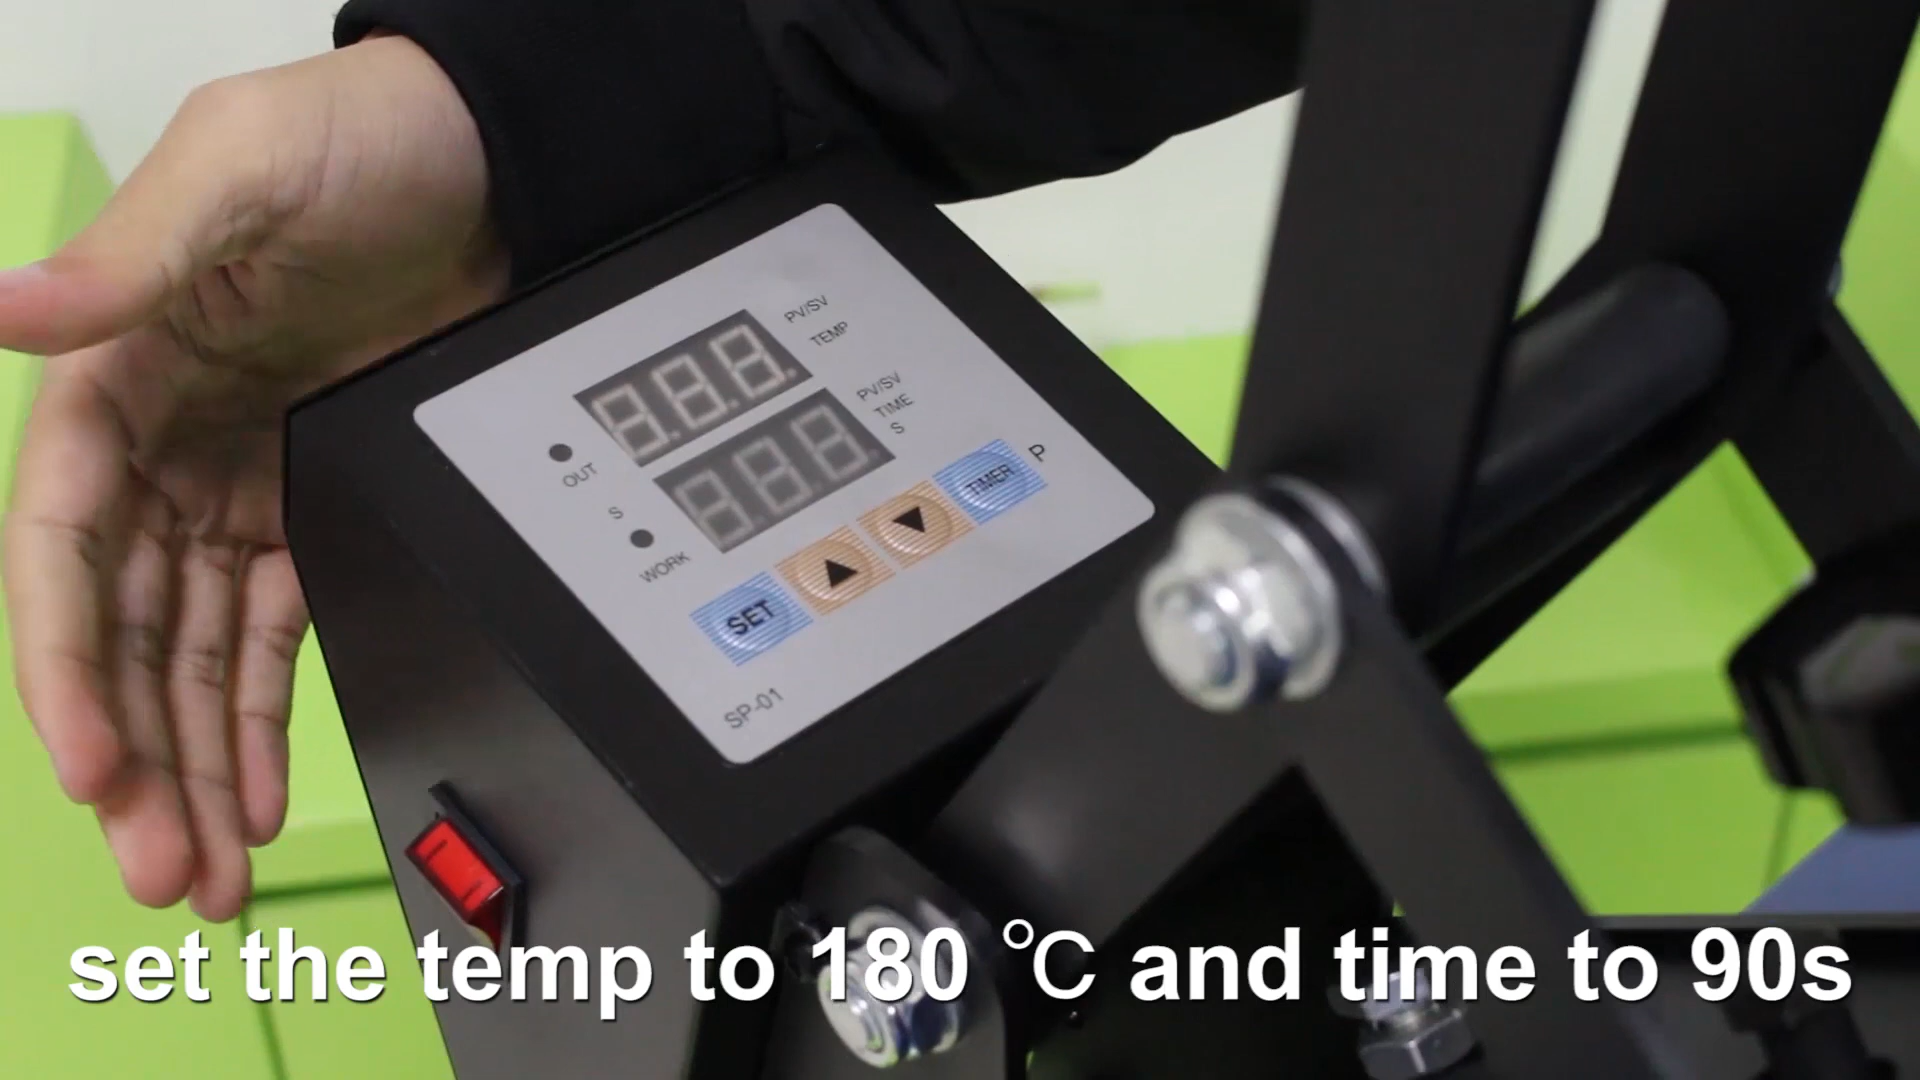 PV/SV
TEMP
PV/SV
TIME
S
OUT
S
WORK
SET
▲
▼
TIMER
P
SP-01
set the temp to 180 ℃ and time to 90s